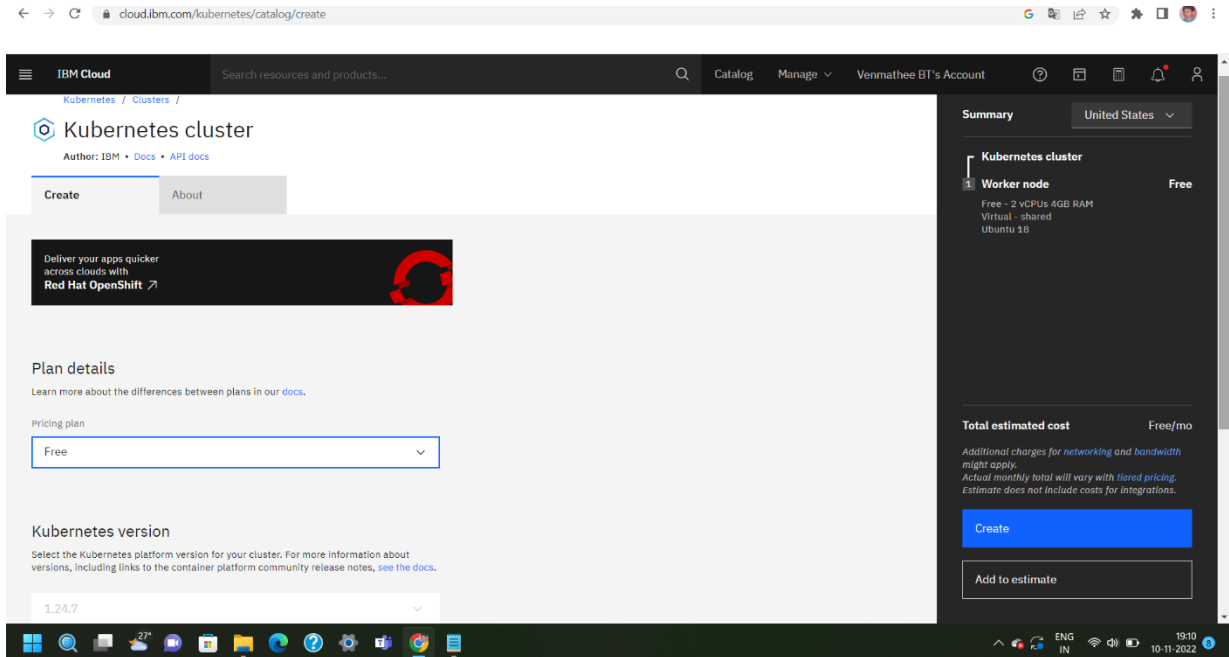 cloud.ibm.com/kubernetes/catalog/create
IBM Cloud
Search resources and products...
Catalog
Manage
Venmathee BT's Account
Kubernetes / Clusters /
Kubernetes cluster
Author: IBM • Docs • API docs
Create
About
Deliver your apps quicker
across clouds with
Red Hat OpenShift
Plan details
Learn more about the differences between plans in our docs.
Pricing plan
Free
Kubernetes version
Select the Kubernetes platform version for your cluster. For more information about
versions, including links to the container platform community release notes, see the docs.
1.24.7
Summary
United States
Kubernetes cluster
1 Worker node Free
Free - 2 vCPUs 4GB RAM
Virtual - shared
Ubuntu 18
Total estimated cost Free/mo
Additional charges for networking and bandwidth
might apply.
Actual monthly total will vary with tiered pricing.
Estimate does not include costs for integrations.
Create
Add to estimate
27°
ENG
IN
19:10
10-11-2022
8